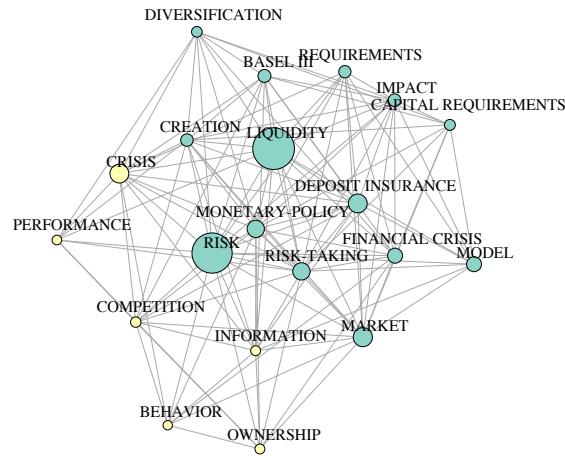 DIVERSIFICATION
BASEL III
REQUIREMENTS
IMPACT
CAPITAL REQUIREMENTS
CREATION
LIQUIDITY
CRISIS
DEPOSIT INSURANCE
MONETARY-POLICY
PERFORMANCE
RISK
FINANCIAL CRISIS
RISK-TAKING
MODEL
COMPETITION
INFORMATION
MARKET
BEHAVIOR
OWNERSHIP